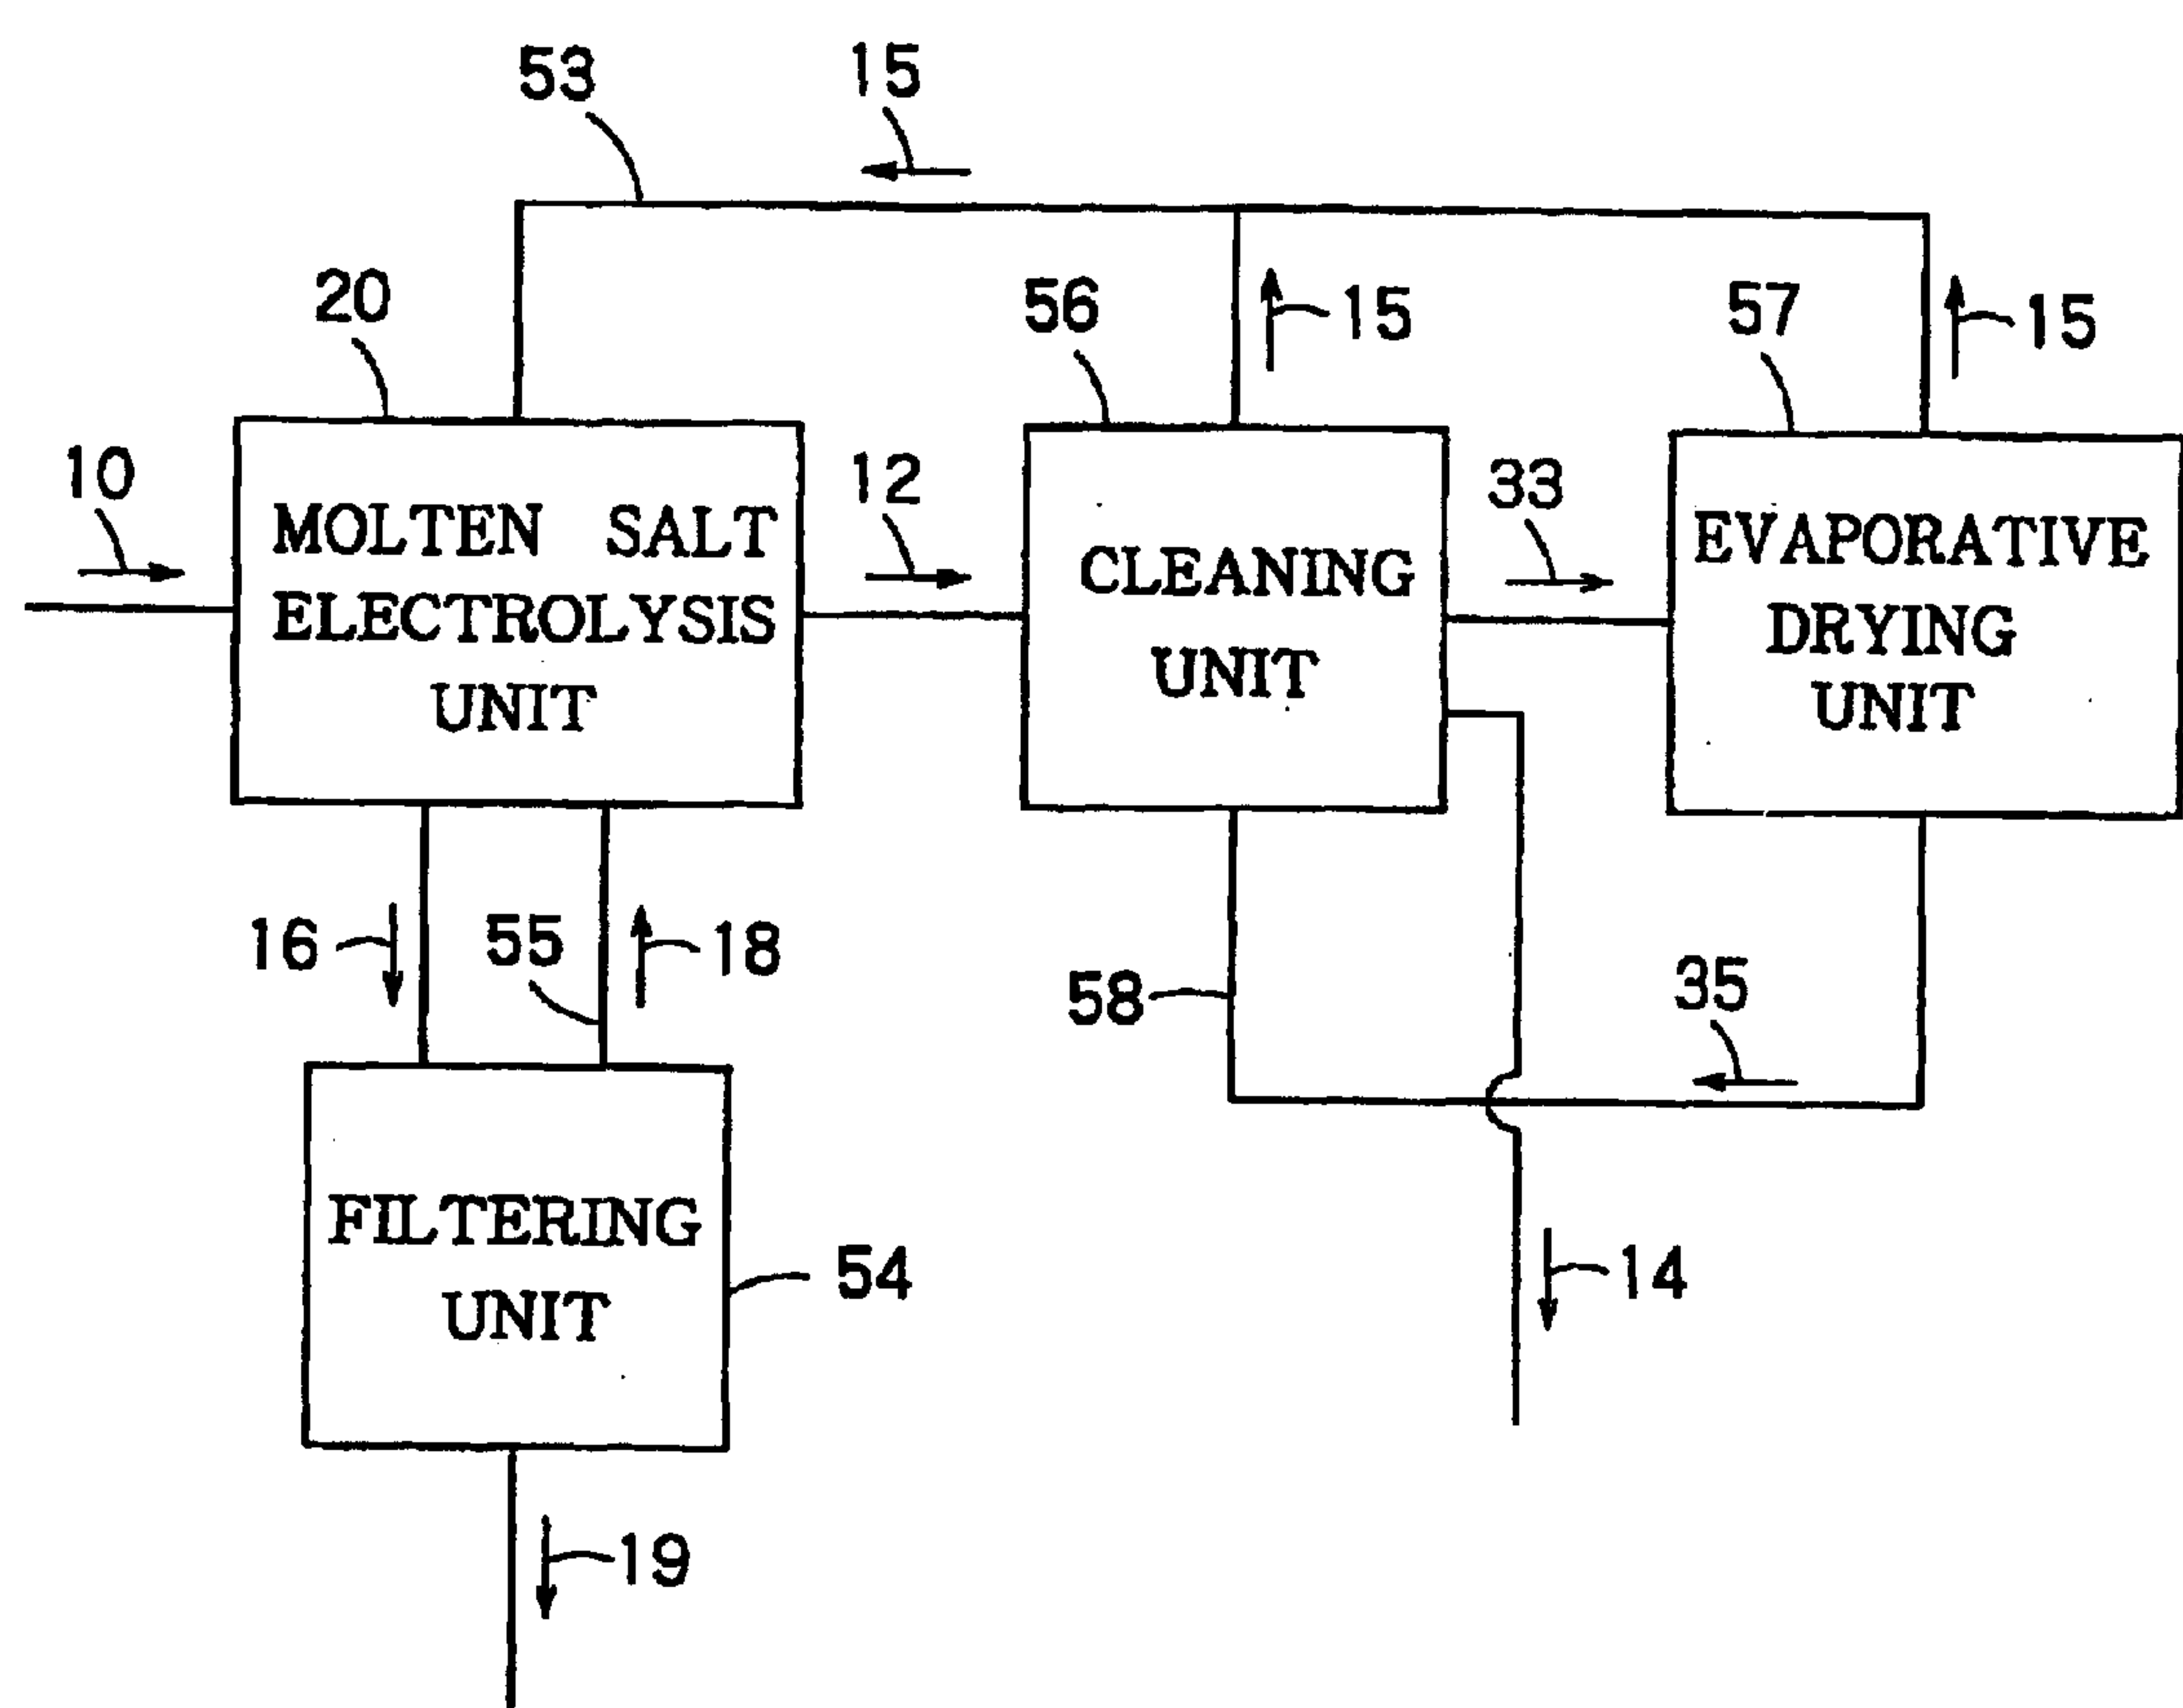 53
15
20
56
15
57
15
10
12
33
MOLTEN SALT
ELECTROLYSIS
UNIT
CLEANING
UNIT
EVAPORATIVE
DRYING
UNIT
16
55
18
58
35
FILTERING
UNIT
54
14
19